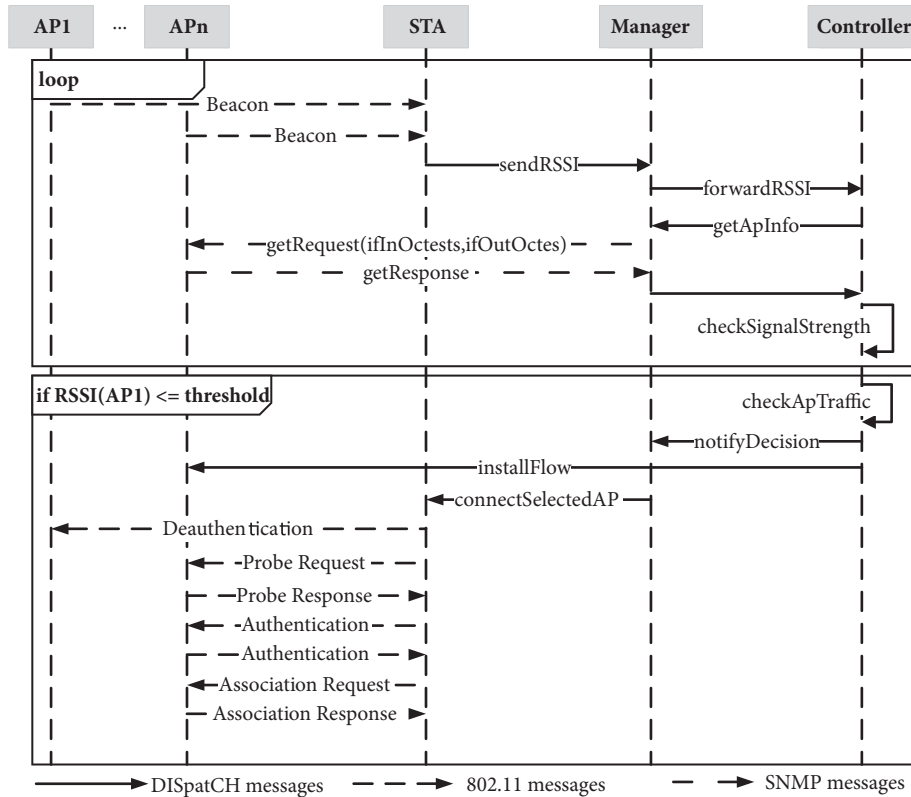 AP1 ... APn STA Manager Controller
loop
Beacon
Beacon
sendRSSI
forwardRSSI
getApInfo
getRequest(ifInOctests,ifOutOctes)
getResponse
checkSignalStrength
if RSSI(AP1) <= threshold
checkApTraffic
notifyDecision
installFlow
connectSelectedAP
Deauthentication
Probe Request
Probe Response
Authentication
Authentication
Association Request
Association Response
DISpatCH messages 802.11 messages SNMP messages